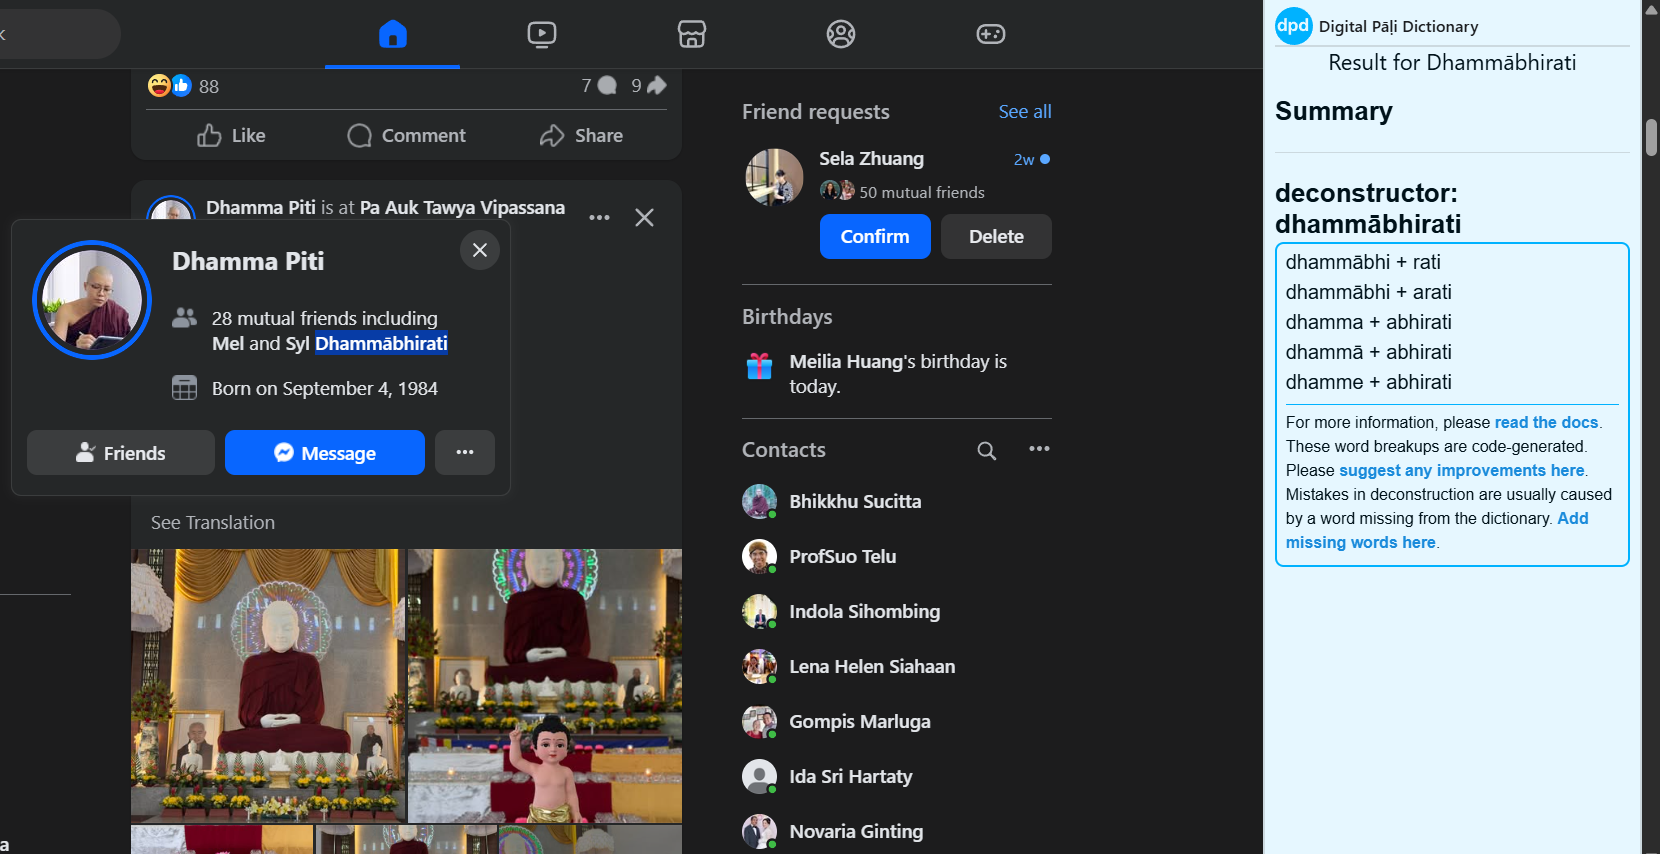 88
7
9
Like
Comment
Share
Dhamma Piti is at Pa Auk Tawya Vipassana
Dhamma Piti
28 mutual friends including
Mel and Syl Dhammābhirati
Born on September 4, 1984
Friends
Message
See Translation
Friend requests
See all
Sela Zhuang
2w
50 mutual friends
Confirm
Delete
Birthdays
Meilia Huang's birthday is
today.
Contacts
Bhikkhu Sucitta
ProfSuo Telu
Indola Sihombing
Lena Helen Siahaan
Gompis Marluga
Ida Sri Hartaty
Novaria Ginting
dpd Digital Pāḷi Dictionary
Result for Dhammābhirati
Summary
deconstructor:
dhammābhirati
dhammābhi + rati
dhammābhi + arati
dhamma + abhirati
dhammā + abhirati
dhamme + abhirati
For more information, please read the docs.
These word breakups are code-generated.
Please suggest any improvements here.
Mistakes in deconstruction are usually caused
by a word missing from the dictionary. Add
missing words here.